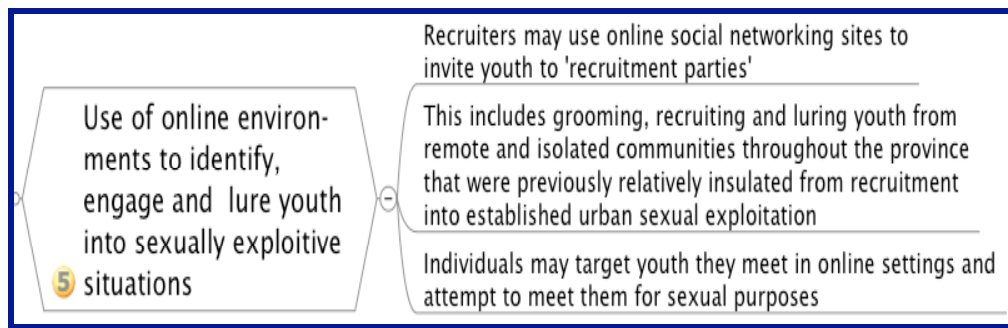 Use of online environ-
ments to identify,
engage and  lure youth
into sexually exploitive
5 situations
Recruiters may use online social networking sites to
invite youth to 'recruitment parties'
This includes grooming, recruiting and luring youth from
remote and isolated communities throughout the province
that were previously relatively insulated from recruitment
into established urban sexual exploitation
Individuals may target youth they meet in online settings and
attempt to meet them for sexual purposes